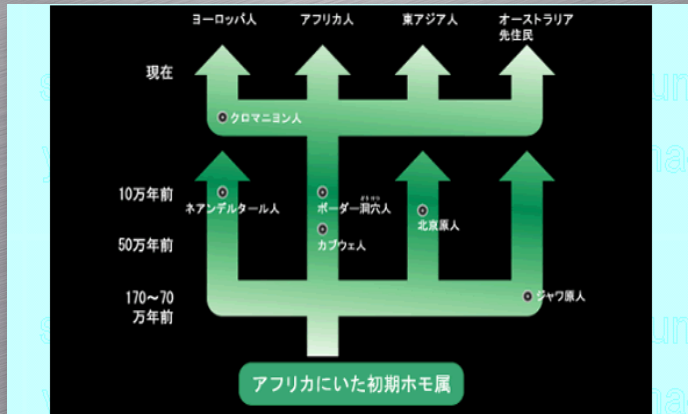 ヨーロッパ人 アフリカ人 東アジア人 オーストラリア
先住民
現在
クロマニヨン人
10万年前
ネアンデルタール人 ボーダー洞穴人
北京原人
50万年前
カブウェ人
170～70
万年前
ジャワ原人
アフリカにいた初期ホモ属